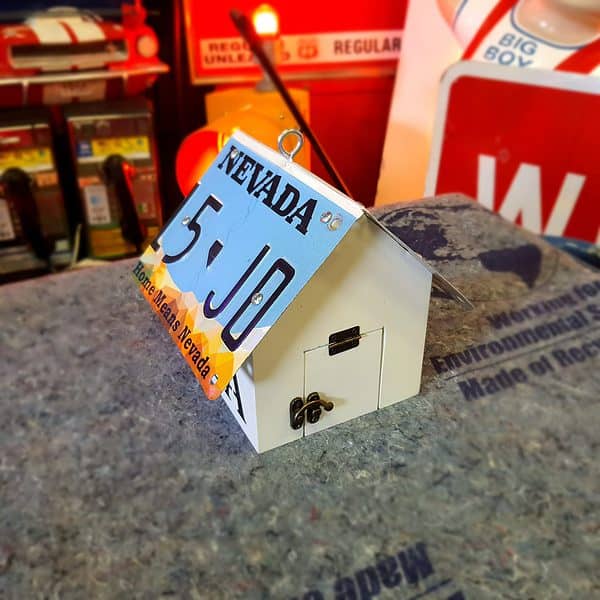 REGULAR
UNLEADED
REGULAR
BIG
BOY
W
NEVADA
5 JO
Home Means Nevada
A
Working for
Environmental
Made of Rec
Made